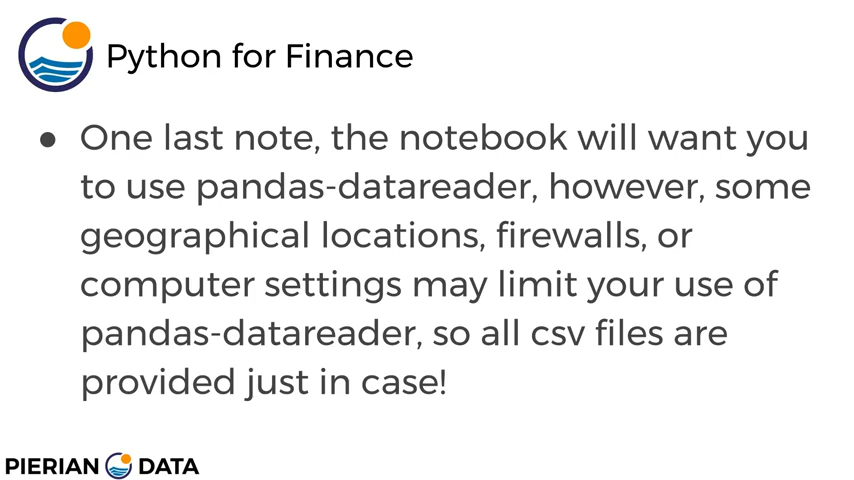 Python for Finance
● One last note, the notebook will want you
to use pandas-datareader, however, some
geographical locations, firewalls, or
computer settings may limit your use of
pandas-datareader, so all csv files are
provided just in case!
PIERIAN DATA